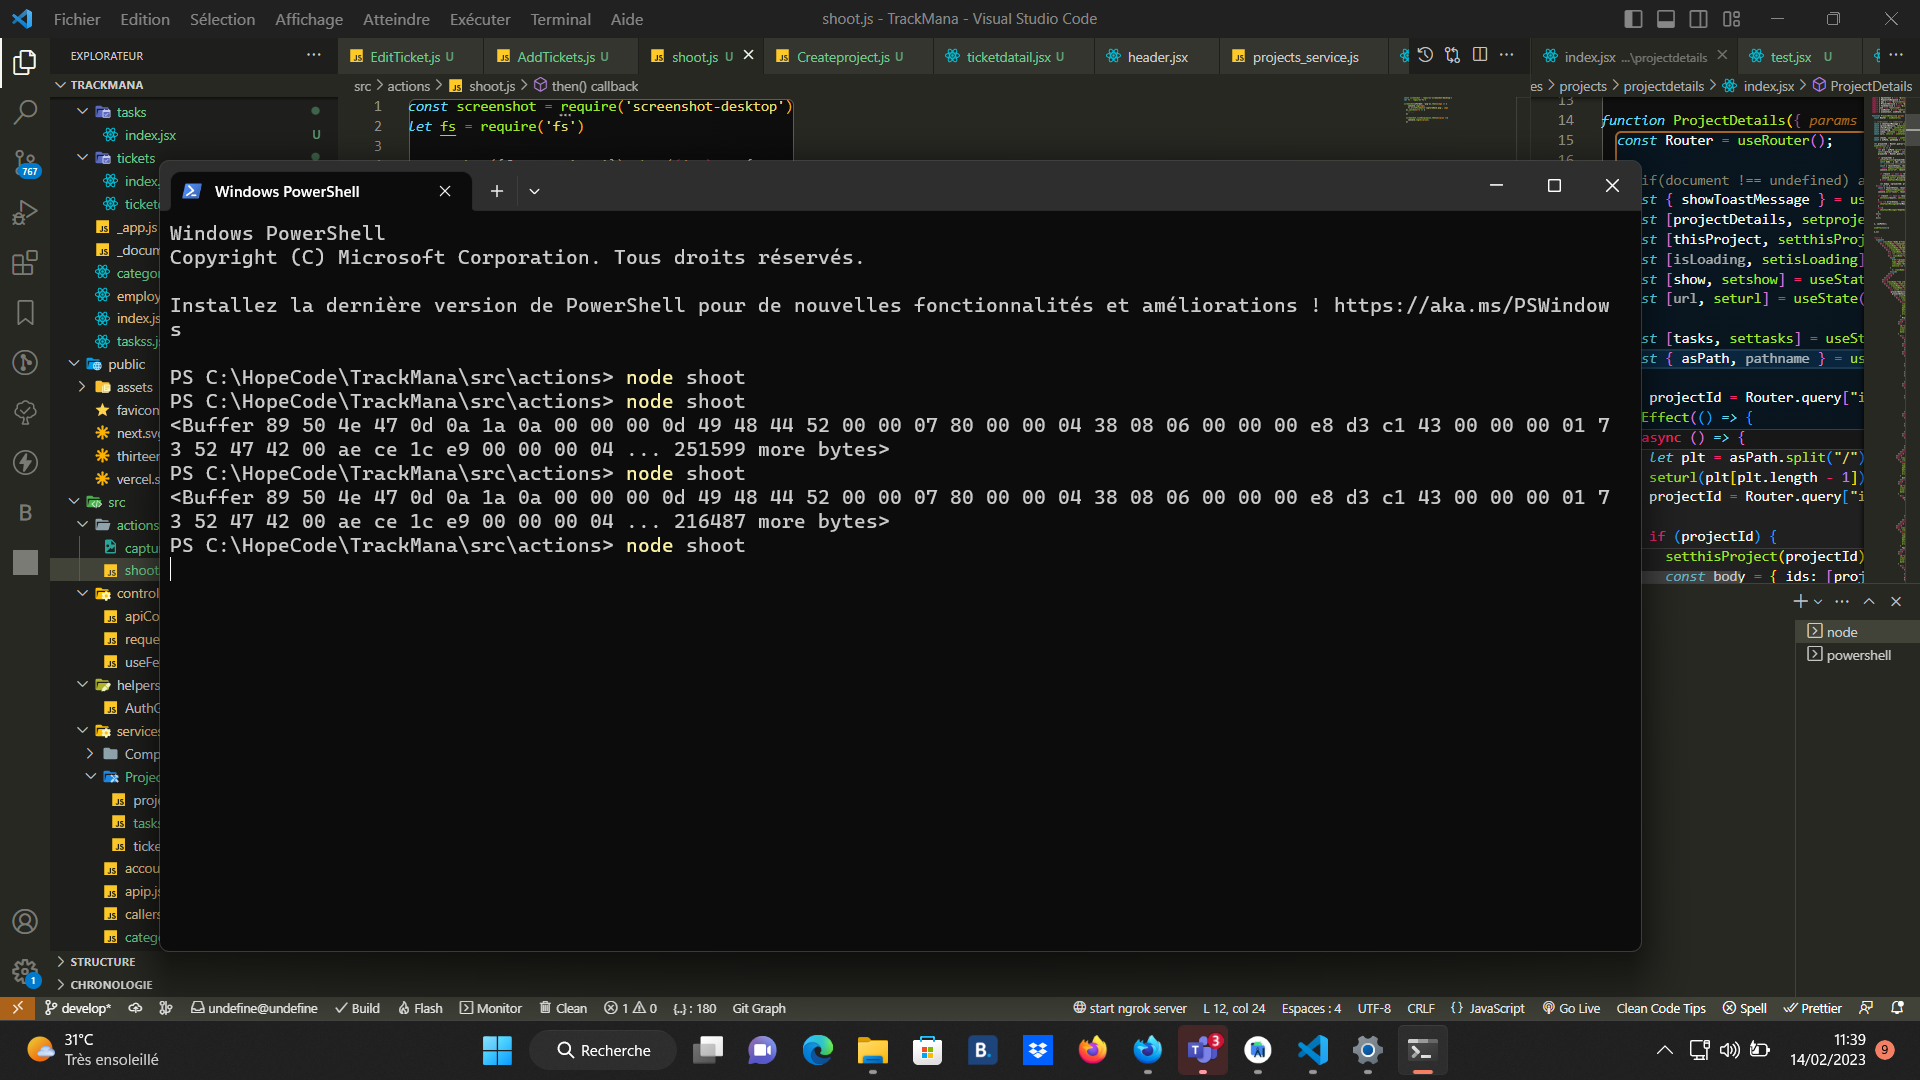 Fichier Edition Sélection Affichage Atteindre Exécuter Terminal Aide
shoot.js - TrackMana - Visual Studio Code
EXPLORATEUR
EditTicket.js U
AddTickets.js U
shoot.js U
Createproject.js U
ticketdatail.jsx U
header.jsx
projects_service.js
index.jsx ...\projectdetails
test.jsx U
TRACKMANA
src > actions > shoot.js > then() callback
es > projects > projectdetails > index.jsx > ProjectDetails
tasks
index.jsx U
tickets
index.
tickete
_app.js
_docum
catego
employ
index.js
taskss.j
public
assets
favicon
next.sv
thirteer
vercel.s
src
actions
captu
shoot
control
apiCo
reque
useFe
helpers
AuthG
services
Comp
Projec
proj
tasks
ticke
accou
apip.js
callers
categ
STRUCTURE
CHRONOLOGIE
767
1
1 const screenshot = require('screenshot-desktop')
2 let fs = require('fs')
3
13
14 function ProjectDetails({ params
15 const Router = useRouter();
16
if(document !== undefined) a
st { showToastMessage } = us
st [projectDetails, setproje
st [thisProject, setthisProj
st [isLoading, setisLoading]
st [show, setshow] = useStat
st [url, seturl] = useState(
st [tasks, settasks] = useSt
st { asPath, pathname } = us
projectId = Router.query["i
Effect(() => {
async () => {
let plt = asPath.split("/")
seturl(plt[plt.length - 1])
projectId = Router.query["i
if (projectId) {
setthisProject(projectId)
const body = { ids: [proj
node
powershell
Windows PowerShell
Windows PowerShell
Copyright (C) Microsoft Corporation. Tous droits réservés.
Installez la dernière version de PowerShell pour de nouvelles fonctionnalités et améliorations ! https://aka.ms/PSWindow
s
PS C:\HopeCode\TrackMana\src\actions> node shoot
PS C:\HopeCode\TrackMana\src\actions> node shoot
<Buffer 89 50 4e 47 0d 0a 1a 0a 00 00 00 0d 49 48 44 52 00 00 07 80 00 00 04 38 08 06 00 00 00 e8 d3 c1 43 00 00 00 01 7
3 52 47 42 00 ae ce 1c e9 00 00 00 04 ... 251599 more bytes>
PS C:\HopeCode\TrackMana\src\actions> node shoot
<Buffer 89 50 4e 47 0d 0a 1a 0a 00 00 00 0d 49 48 44 52 00 00 07 80 00 00 04 38 08 06 00 00 00 e8 d3 c1 43 00 00 00 01 7
3 52 47 42 00 ae ce 1c e9 00 00 00 04 ... 216487 more bytes>
PS C:\HopeCode\TrackMana\src\actions> node shoot
develop* undefine@undefine Build Flash Monitor Clean 1 0 {..} : 180 Git Graph
start ngrok server L 12, col 24 Espaces : 4 UTF-8 CRLF {} JavaScript Go Live Clean Code Tips Spell Prettier
31°C
Très ensoleillé
Recherche
B.
3
11:39
14/02/2023
9